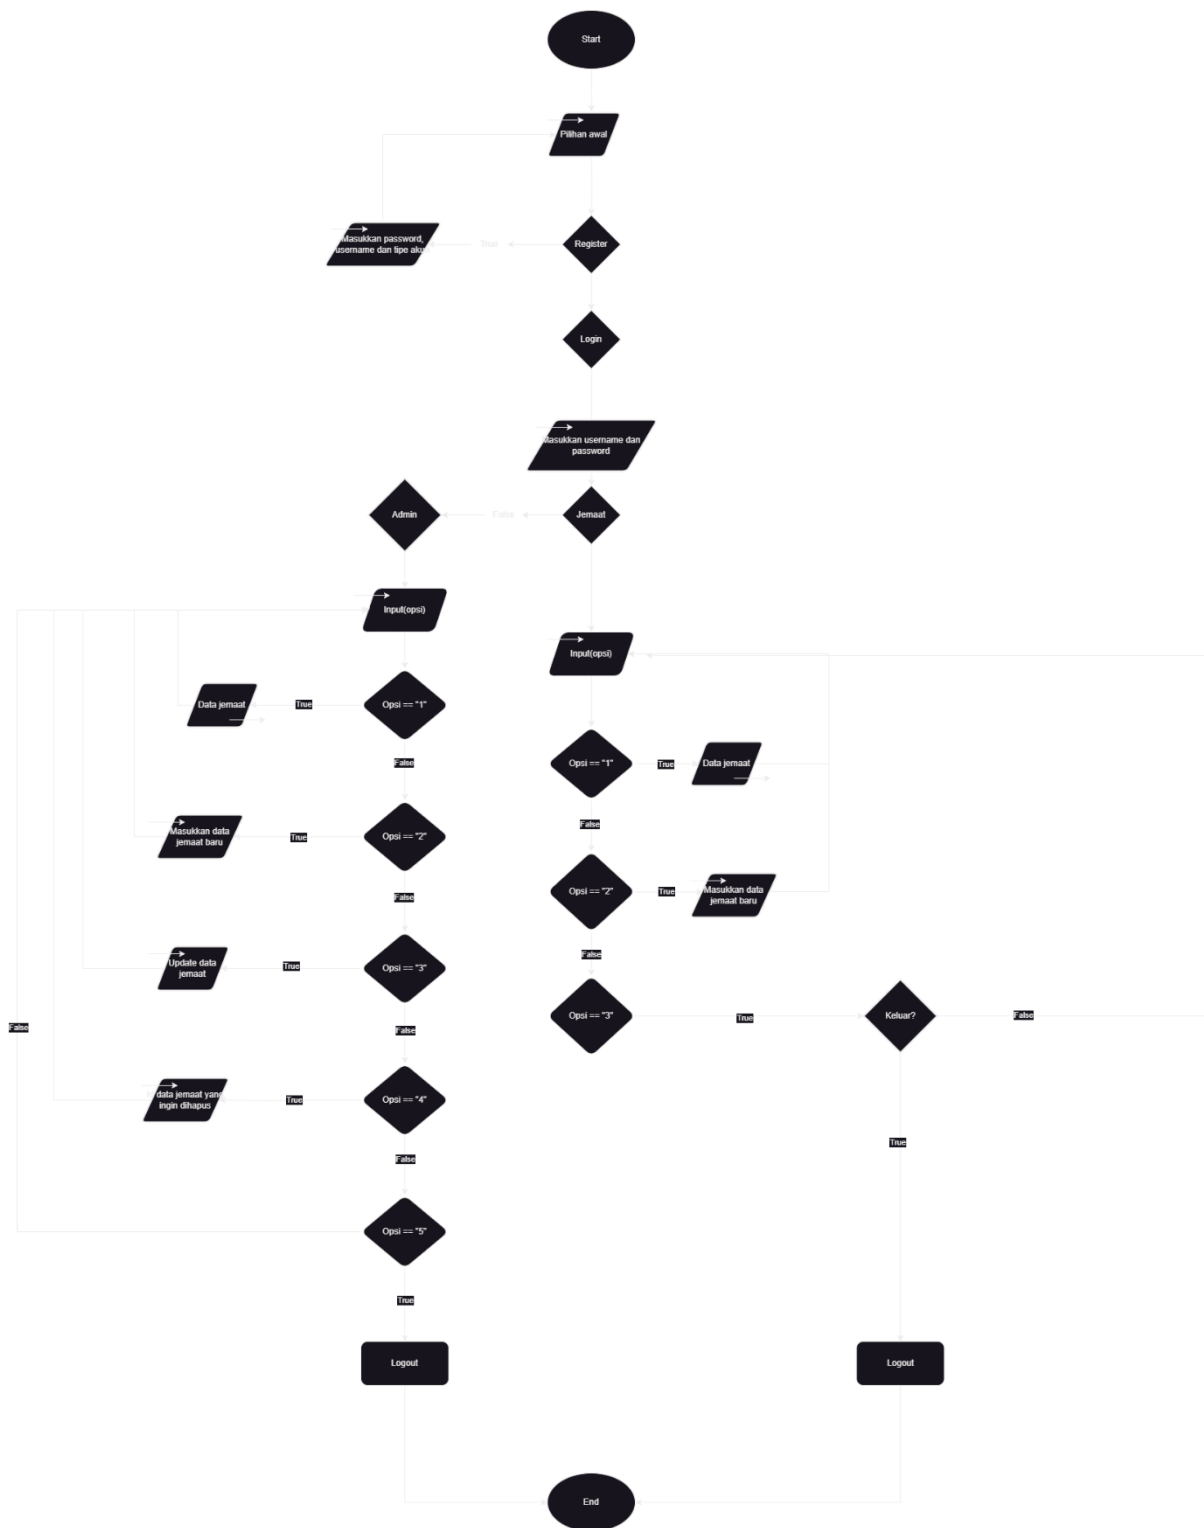 Start
Pilihan awal
Register
True
Masukkan password,
username dan tipe aku
Login
Masukkan username dan
password
Jemaat
False
Admin
Input(opsi)
Opsi == "1"
True
Data jemaat
False
Opsi == "2"
True
Masukkan data
jemaat baru
False
Opsi == "3"
True
Update data
jemaat
False
Opsi == "4"
True
data jemaat yang
ingin dihapus
False
Opsi == "5"
False
True
Logout
Input(opsi)
Opsi == "1"
True
Data jemaat
False
Opsi == "2"
True
Masukkan data
jemaat baru
False
Opsi == "3"
True
Keluar?
False
True
Logout
End